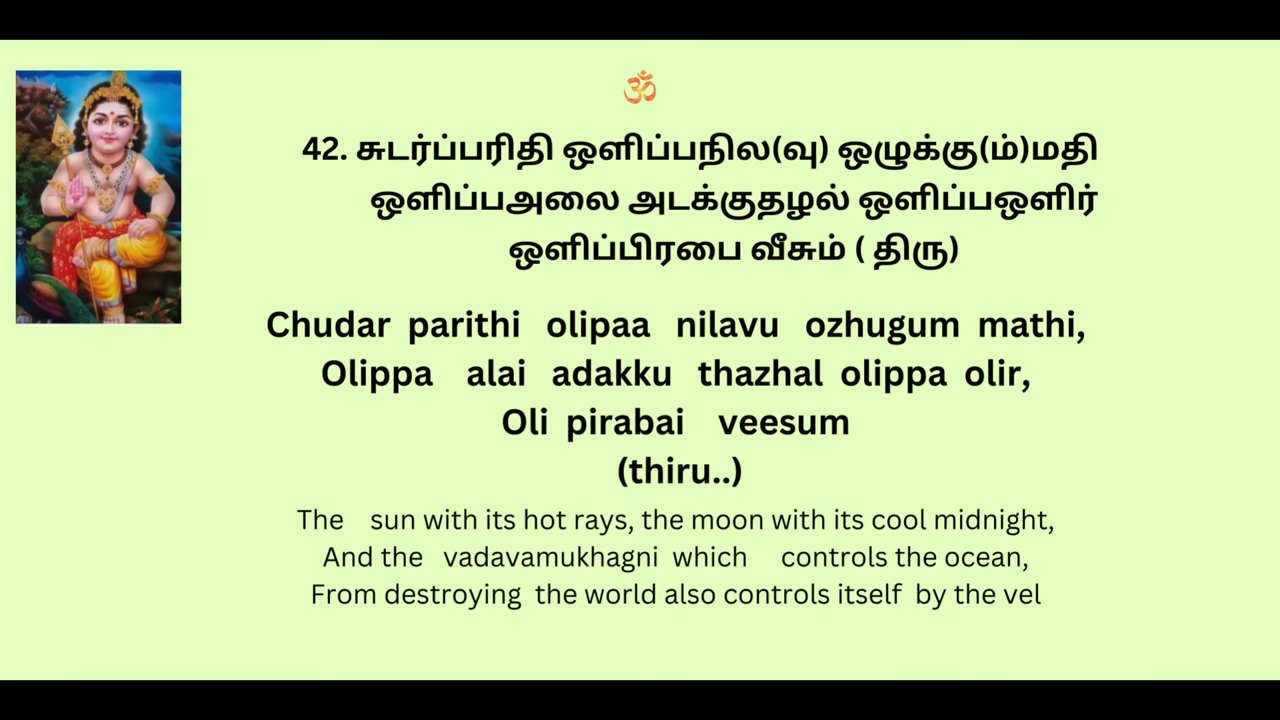 ॐ
42. சுடர்ப்பரிதி ஒளிப்பநில(வு) ஒழுக்கு(ம்)மதி
ஒளிப்பஅலை அடக்குதழல் ஒளிப்பஒளிர்
ஒளிப்பிரபை வீசும் ( திரு)
Chudar parithi olipaa nilavu ozhugum mathi,
Olippa alai adakku thazhal olippa olir,
Oli pirabai veesum
(thiru..)
The sun with its hot rays, the moon with its cool midnight,
And the vadavamukhagni which controls the ocean,
From destroying the world also controls itself by the vel